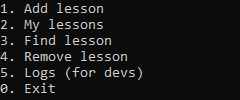 1. Add lesson
2. My lessons
3. Find lesson
4. Remove lesson
5. Logs (for devs)
0. Exit